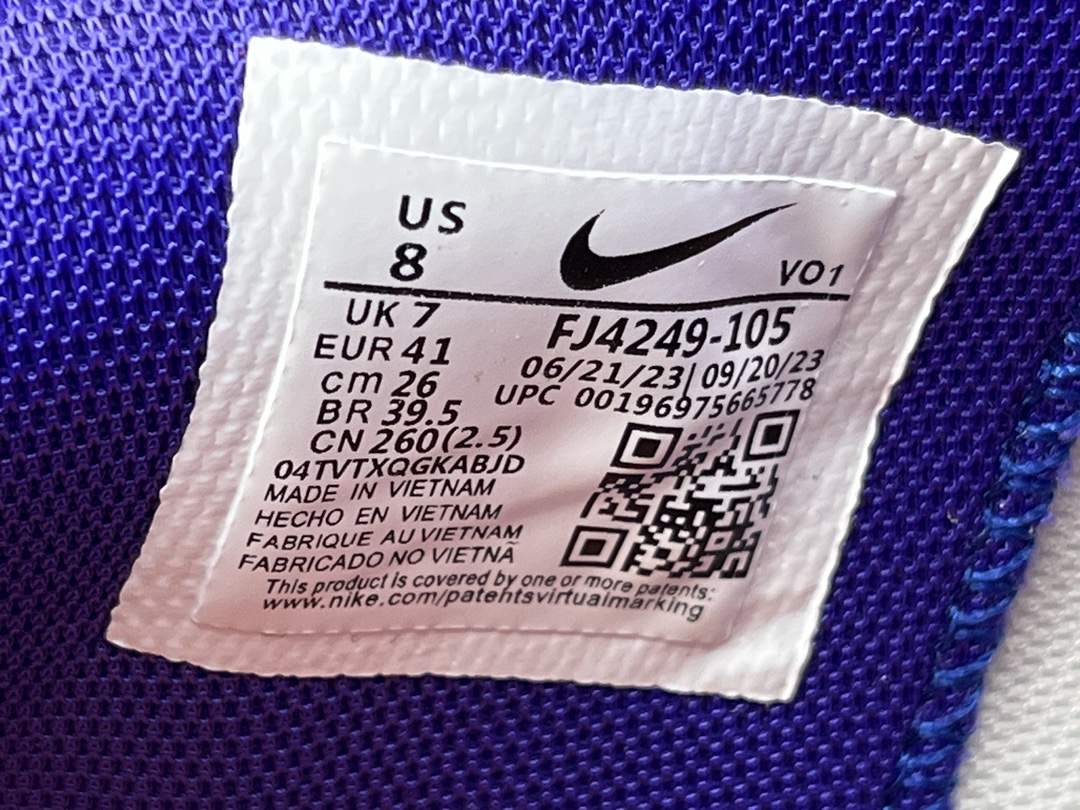 US
8
VO1
UK 7
EUR 41
cm 26
BR 39.5
CN 260(2.5)
04TVTXQGKABJD
MADE IN VIETNAM
HECHO EN VIETNAM
FABRIQUE AU VIETNAM
FABRICADO NO VIETNÃ
FJ4249-105
06/21/23|09/20/23
UPC 00196975665778
This product is covered by one or more patents:
www.nike.com/patehtsvirtualmarking